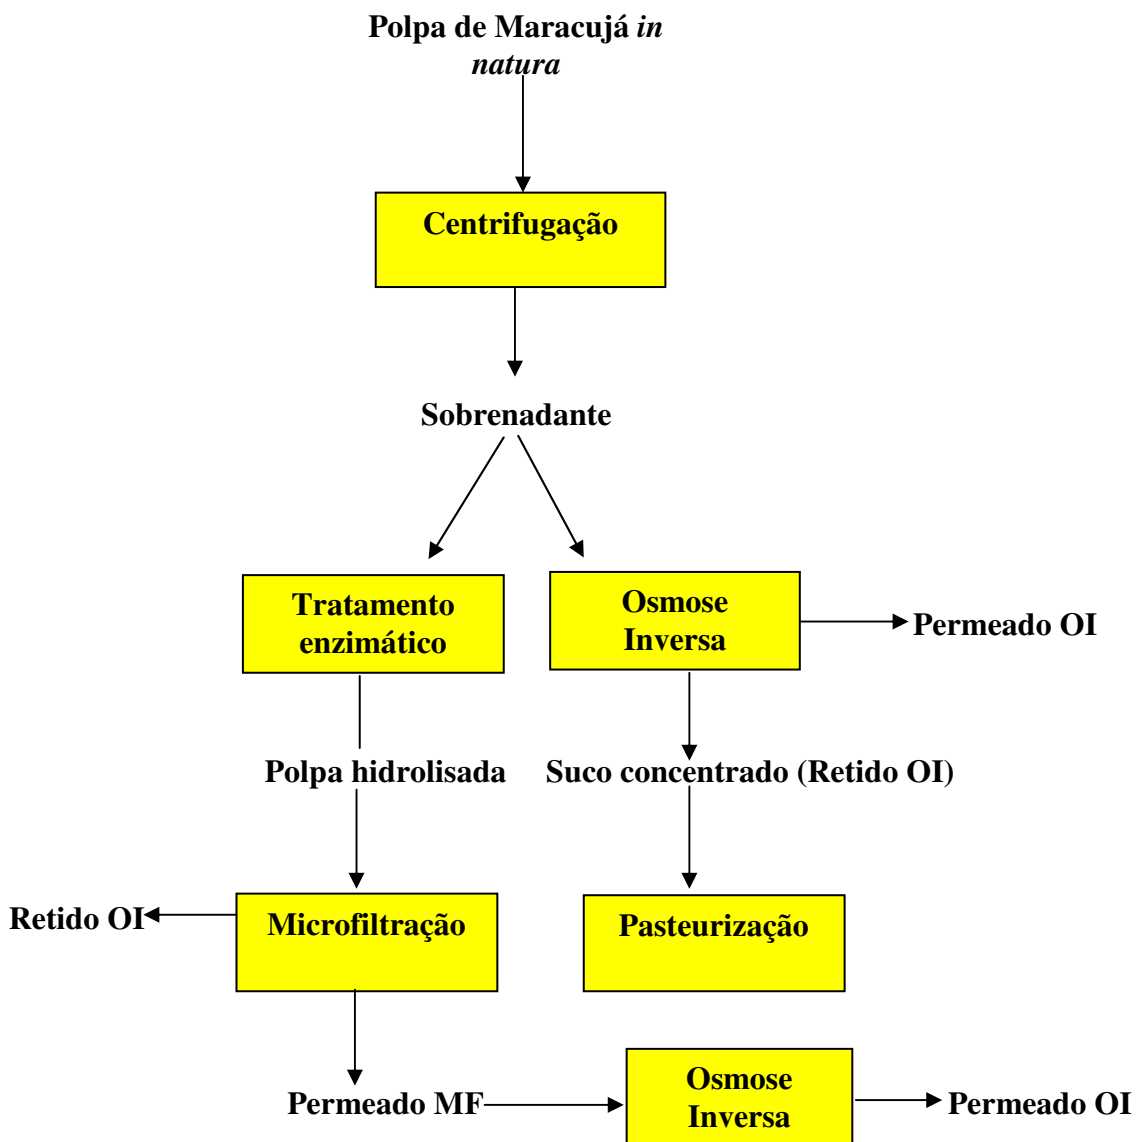 Polpa de Maracujá in
natura
Centrifugação
Sobrenadante
Tratamento
enzimático
Osmose
Inversa
Permeado OI
Polpa hidrolisada
Suco concentrado (Retido OI)
Retido OI
Microfiltração
Pasteurização
Permeado MF
Osmose
Inversa
Permeado OI